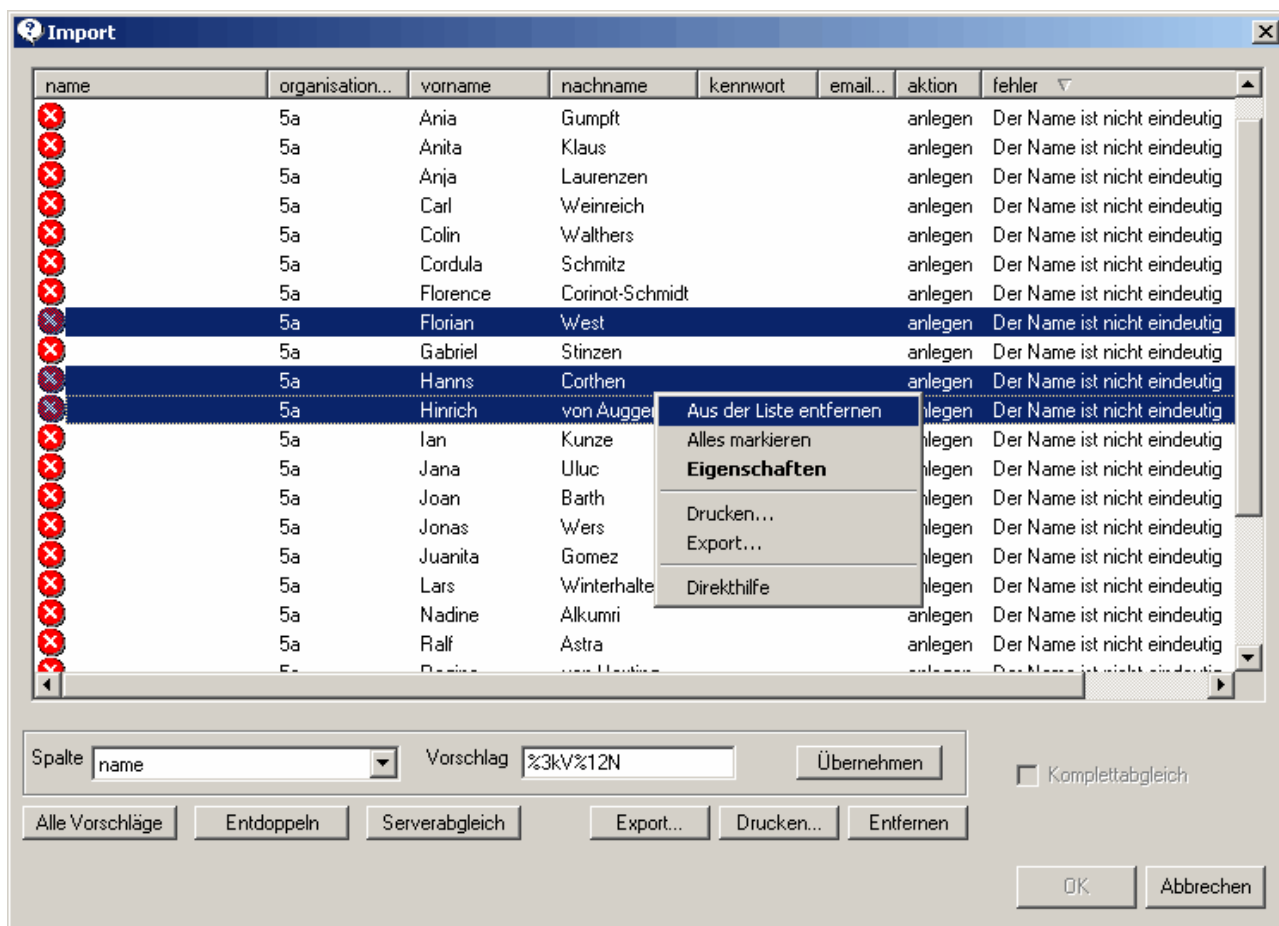 Import
name organisation... vorname nachname kennwort email... aktion fehler
5a Ania Gumpft anlegen Der Name ist nicht eindeutig
5a Anita Klaus anlegen Der Name ist nicht eindeutig
5a Anja Laurenzen anlegen Der Name ist nicht eindeutig
5a Carl Weinreich anlegen Der Name ist nicht eindeutig
5a Colin Walthers anlegen Der Name ist nicht eindeutig
5a Cordula Schmitz anlegen Der Name ist nicht eindeutig
5a Florence Corinot-Schmidt anlegen Der Name ist nicht eindeutig
5a Florian West anlegen Der Name ist nicht eindeutig
5a Gabriel Stinzen anlegen Der Name ist nicht eindeutig
5a Hanns Corthen anlegen Der Name ist nicht eindeutig
5a Hinrich von Augger Aus der Liste entfernen nlegen Der Name ist nicht eindeutig
5a Ian Kunze Alles markieren nlegen Der Name ist nicht eindeutig
5a Jana Uluc Eigenschaften nlegen Der Name ist nicht eindeutig
5a Joan Barth nlegen Der Name ist nicht eindeutig
Drucken...
5a Jonas Wers nlegen Der Name ist nicht eindeutig
Export...
5a Juanita Gomez nlegen Der Name ist nicht eindeutig
5a Lars Winterhalte Direkthilfe nlegen Der Name ist nicht eindeutig
5a Nadine Alkumri anlegen Der Name ist nicht eindeutig
5a Ralf Astra anlegen Der Name ist nicht eindeutig
Spalte name Vorschlag %3kV%12N Übernehmen
Komplettabgleich
Alle Vorschläge Entdoppeln Serverabgleich Export... Drucken... Entfernen
OK Abbrechen